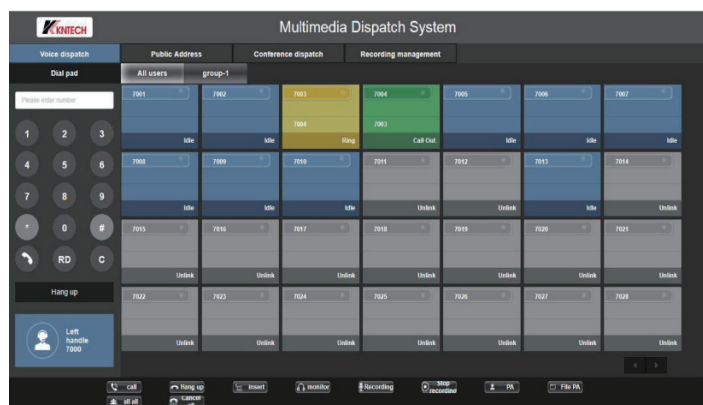 KNTECH
Multimedia Dispatch System
Voice dispatch
Public Address
Conference dispatch
Recording management
Dial pad
All users
group-1
Please enter number
1 2 3
4 5 6
7 8 9
* 0 #
RD C
Hang up
Left
handle
7000
7001 7002 7003 7004 7005 7006 7007
7004 7003
Idle Idle Ring Call Out Idle Idle Idle
7008 7009 7010 7011 7012 7013 7014
Idle Idle Idle Unlink Unlink Idle Unlink
7015 7016 7017 7018 7019 7020 7021
Unlink Unlink Unlink Unlink Unlink Unlink Unlink
7022 7023 7024 7025 7026 7027 7028
Unlink Unlink Unlink Unlink Unlink Unlink Unlink
call Hang up insert monitor Recording Stop recording PA File PA
all Cancel